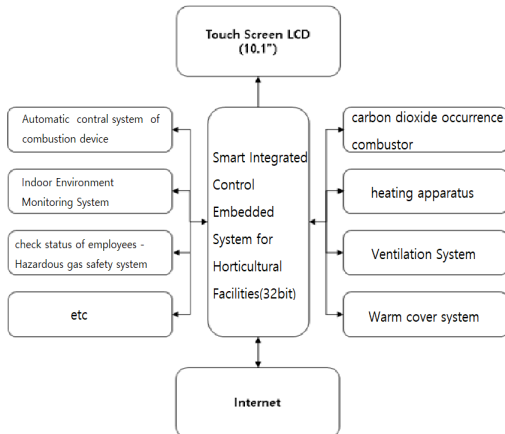 Touch Screen LCD
(10.1")
Automatic contral system of
combustion device
Indoor Environment
Monitoring System
check status of employees -
Hazardous gas safety system
etc
Smart Integrated
Control
Embedded
System for
Horticultural
Facilities(32bit)
carbon dioxide occurrence
combustor
heating apparatus
Ventilation System
Warm cover system
Internet